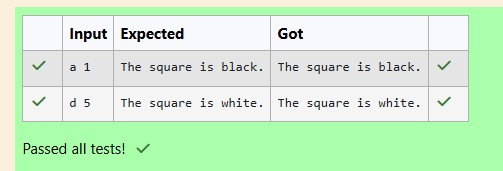 Input Expected Got
a 1 The square is black. The square is black.
d 5 The square is white. The square is white.
Passed all tests!